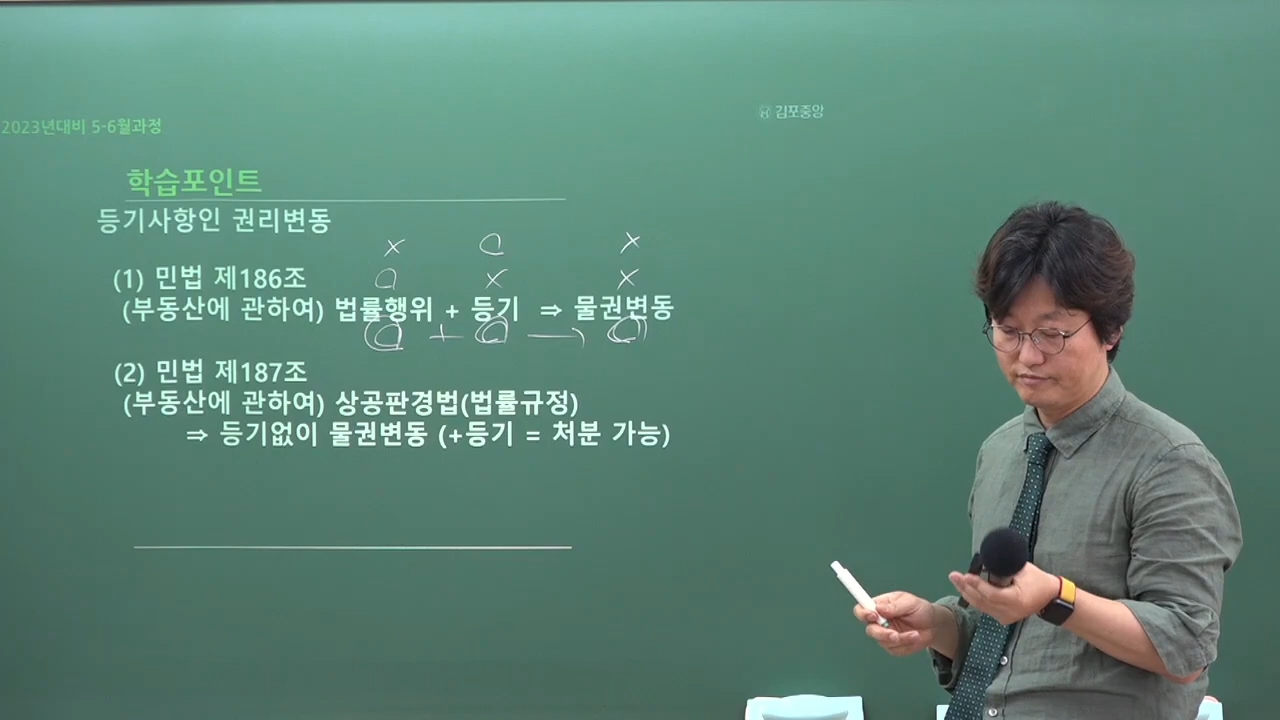 2023년대비 5-6월과정
김포중앙
학습포인트
등기사항인 권리변동
× ○ ×
(1) 민법 제186조 ○ × ×
(부동산에 관하여) 법률행위 + 등기 ⇒ 물권변동
○ + ○ → ○
(2) 민법 제187조
(부동산에 관하여) 상공판경법(법률규정)
⇒ 등기없이 물권변동 (+등기 = 처분 가능)